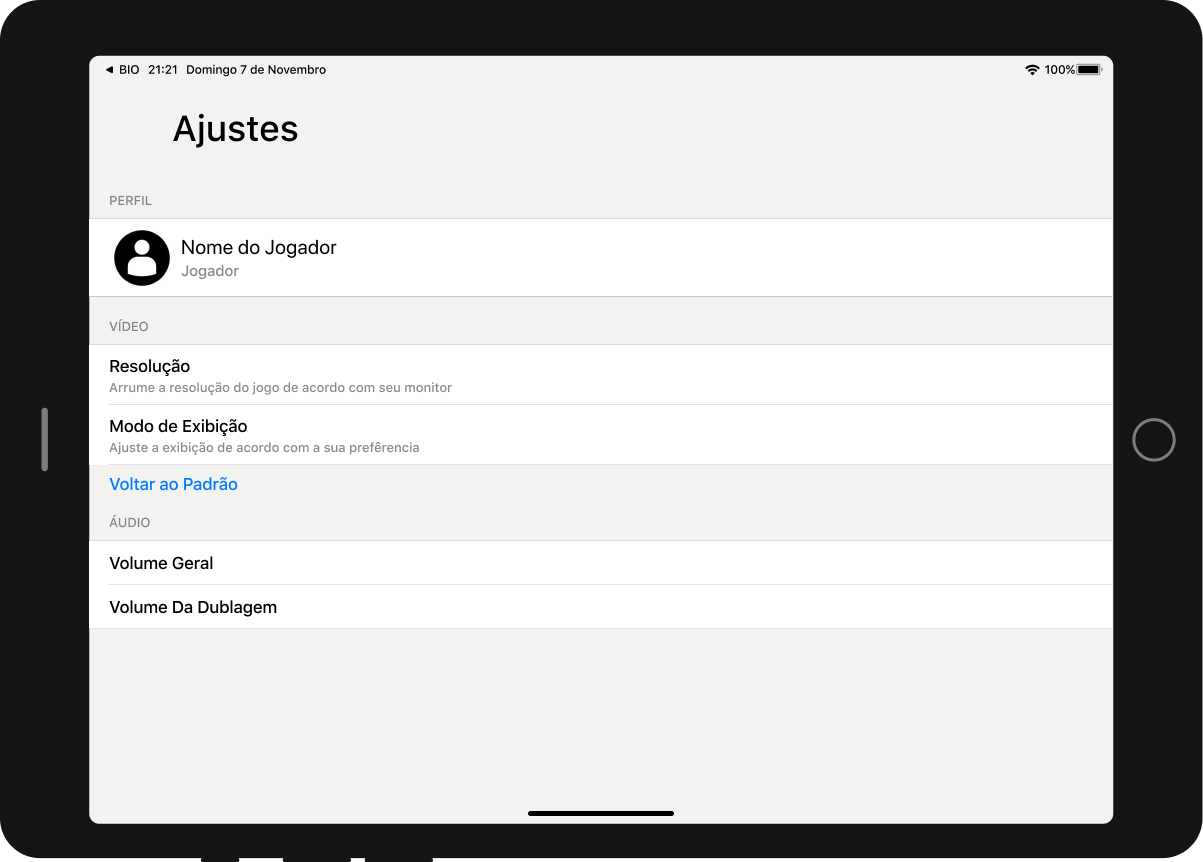 ◄ BIO 21:21 Domingo 7 de Novembro 100%
Ajustes
PERFIL
Nome do Jogador
Jogador
VÍDEO
Resolução
Arrume a resolução do jogo de acordo com seu monitor
Modo de Exibição
Ajuste a exibição de acordo com a sua prefêrencia
Voltar ao Padrão
ÁUDIO
Volume Geral
Volume Da Dublagem